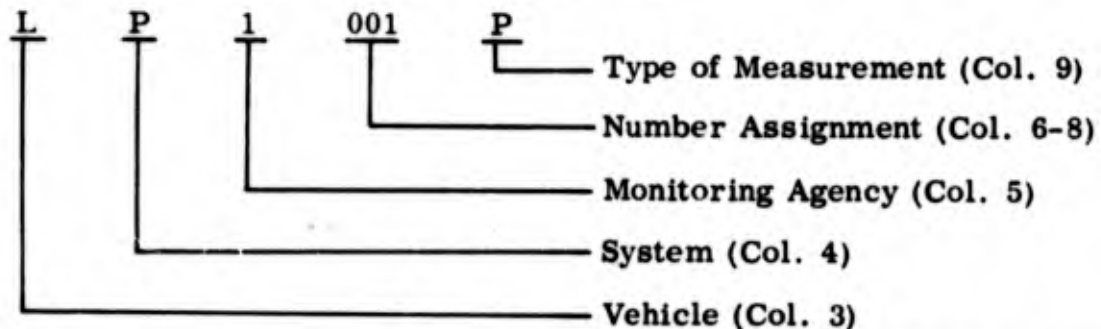 L P 1 001 P
Type of Measurement (Col. 9)
Number Assignment (Col. 6-8)
Monitoring Agency (Col. 5)
System (Col. 4)
Vehicle (Col. 3)